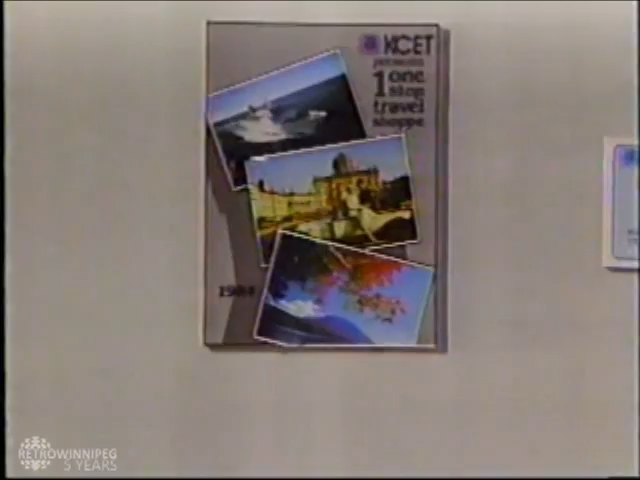 KCET
presents
1 one
stop
travel
shoppe
1984
RETROWINNIPEG
5 YEARS